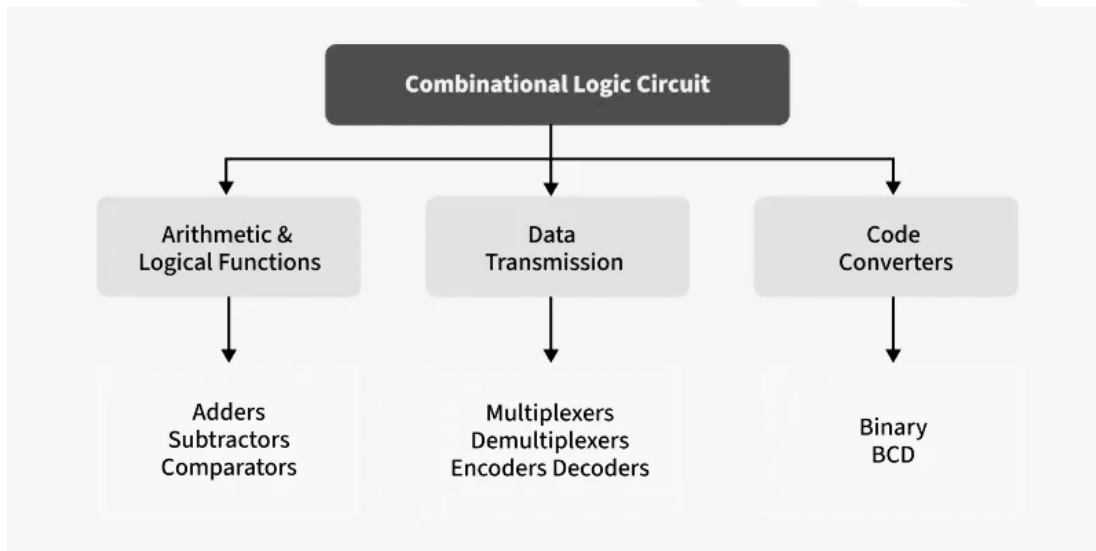 Combinational Logic Circuit
Arithmetic &
Logical Functions
Data
Transmission
Code
Converters
Adders
Subtractors
Comparators
Multiplexers
Demultiplexers
Encoders Decoders
Binary
BCD